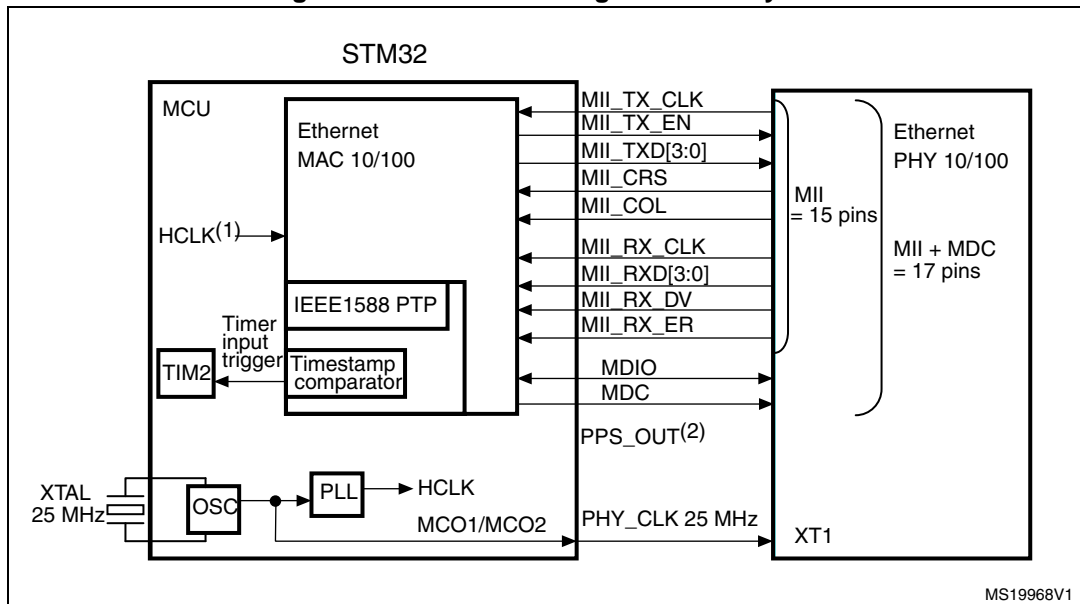 STM32
MCU
Ethernet
MAC 10/100
HCLK(1)
IEEE1588 PTP
Timer
input
trigger
TIM2
Timestamp
comparator
XTAL
25 MHz
OSC
PLL
HCLK
MCO1/MCO2
MII_TX_CLK
MII_TX_EN
MII_TXD[3:0]
MII_CRS
MII_COL
MII_RX_CLK
MII_RXD[3:0]
MII_RX_DV
MII_RX_ER
MDIO
MDC
PPS_OUT(2)
PHY_CLK 25 MHz
MII
= 15 pins
Ethernet
PHY 10/100
MII + MDC
= 17 pins
XT1
MS19968V1